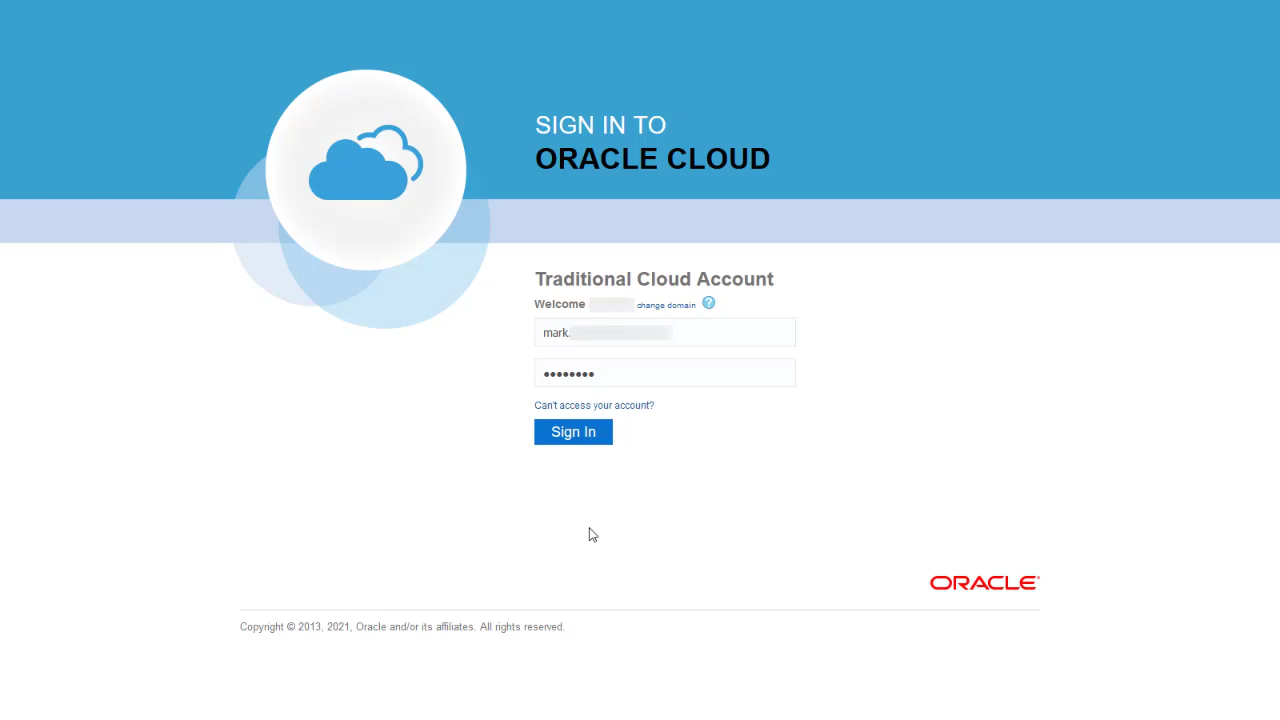 SIGN IN TO
ORACLE CLOUD
Traditional Cloud Account
Welcome change domain ?
mark.
••••••••
Can't access your account?
Sign In
ORACLE®
Copyright © 2013, 2021, Oracle and/or its affiliates. All rights reserved.